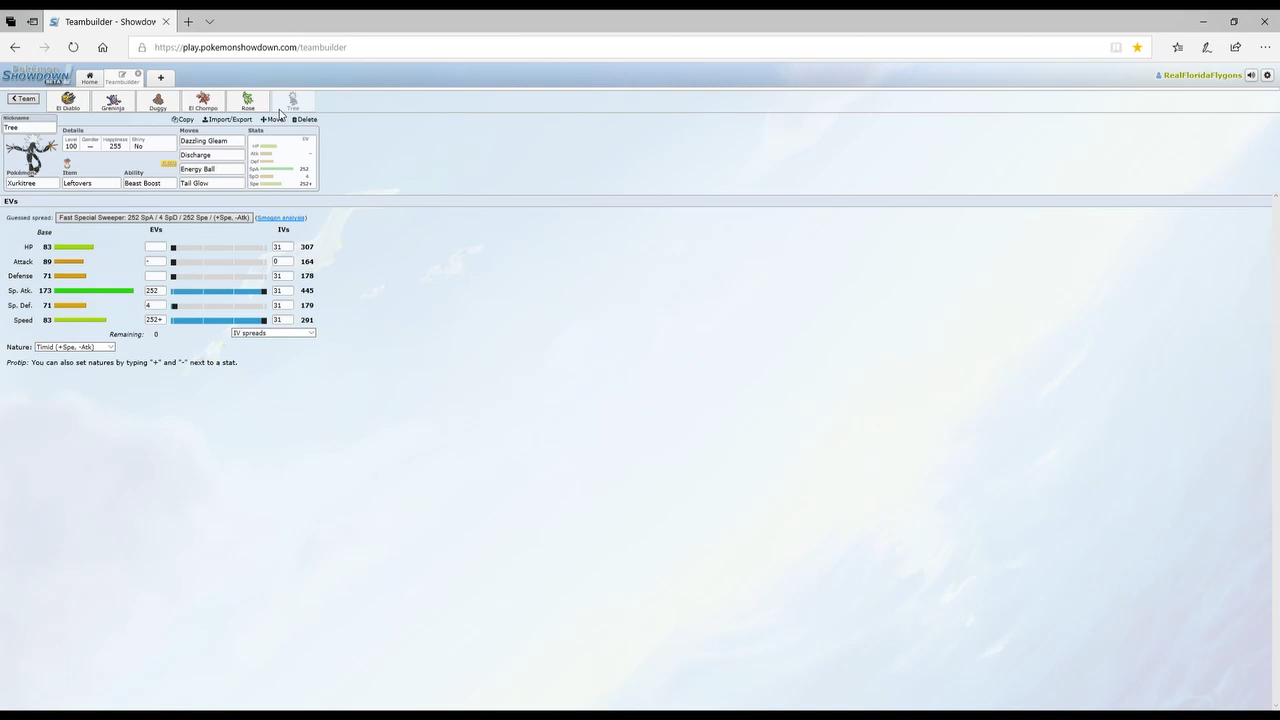 Teambuilder - Showdow
https://play.pokemonshowdown.com/teambuilder
Pokémon
SHOWDOWN
BETA
Home
Teambuilder
RealFloridaFlygons
Team
El Diablo
Greninja
Duggy
El Chompo
Rose
Tree
Copy Import/Export Move Delete
Nickname
Tree
Details
Level Gender Happiness Shiny
100 — 255 No
Pokémon Item Ability
Xurkitree Leftovers Beast Boost
Moves
Dazzling Gleam
Discharge
Energy Ball
Tail Glow
Stats
EV
HP
Atk -
Def
SpA 252
SpD 4
Spe 252+
EVs
Guessed spread: Fast Special Sweeper: 252 SpA / 4 SpD / 252 Spe / (+Spe, -Atk) (Smogon analysis)
Base EVs IVs
HP 83 31 307
Attack 89 - 0 164
Defense 71 31 178
Sp. Atk. 173 252 31 445
Sp. Def. 71 4 31 179
Speed 83 252+ 31 291
Remaining: 0 IV spreads
Nature: Timid (+Spe, -Atk)
Protip: You can also set natures by typing "+" and "-" next to a stat.